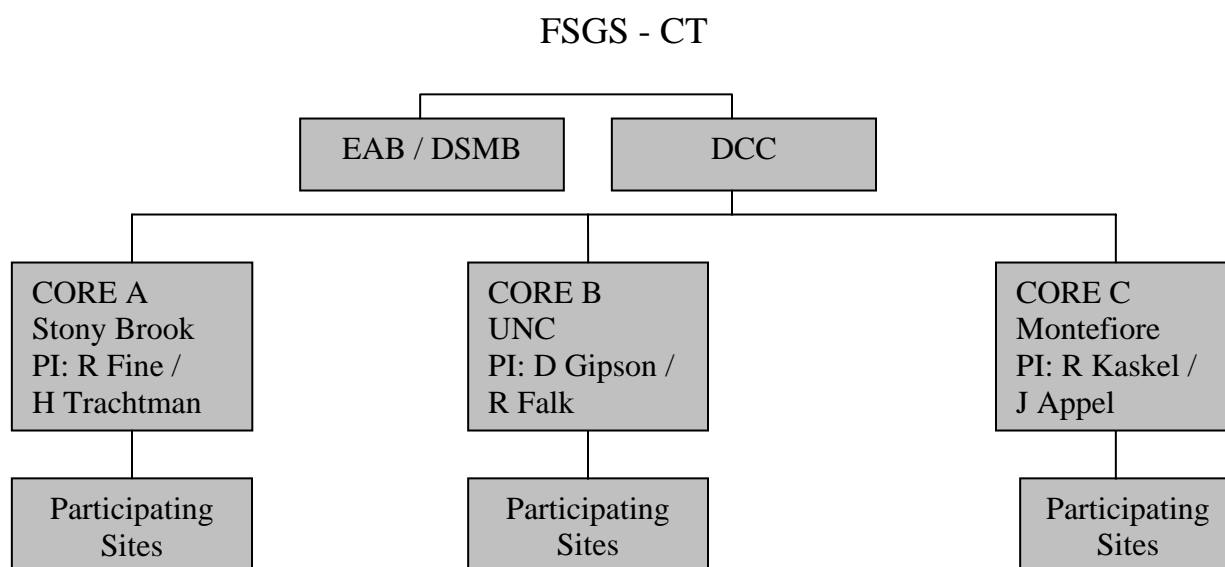 FSGS - CT
EAB / DSMB
DCC
CORE A
Stony Brook
PI: R Fine /
H Trachtman
CORE B
UNC
PI: D Gipson /
R Falk
CORE C
Montefiore
PI: R Kaskel /
J Appel
Participating
Sites
Participating
Sites
Participating
Sites